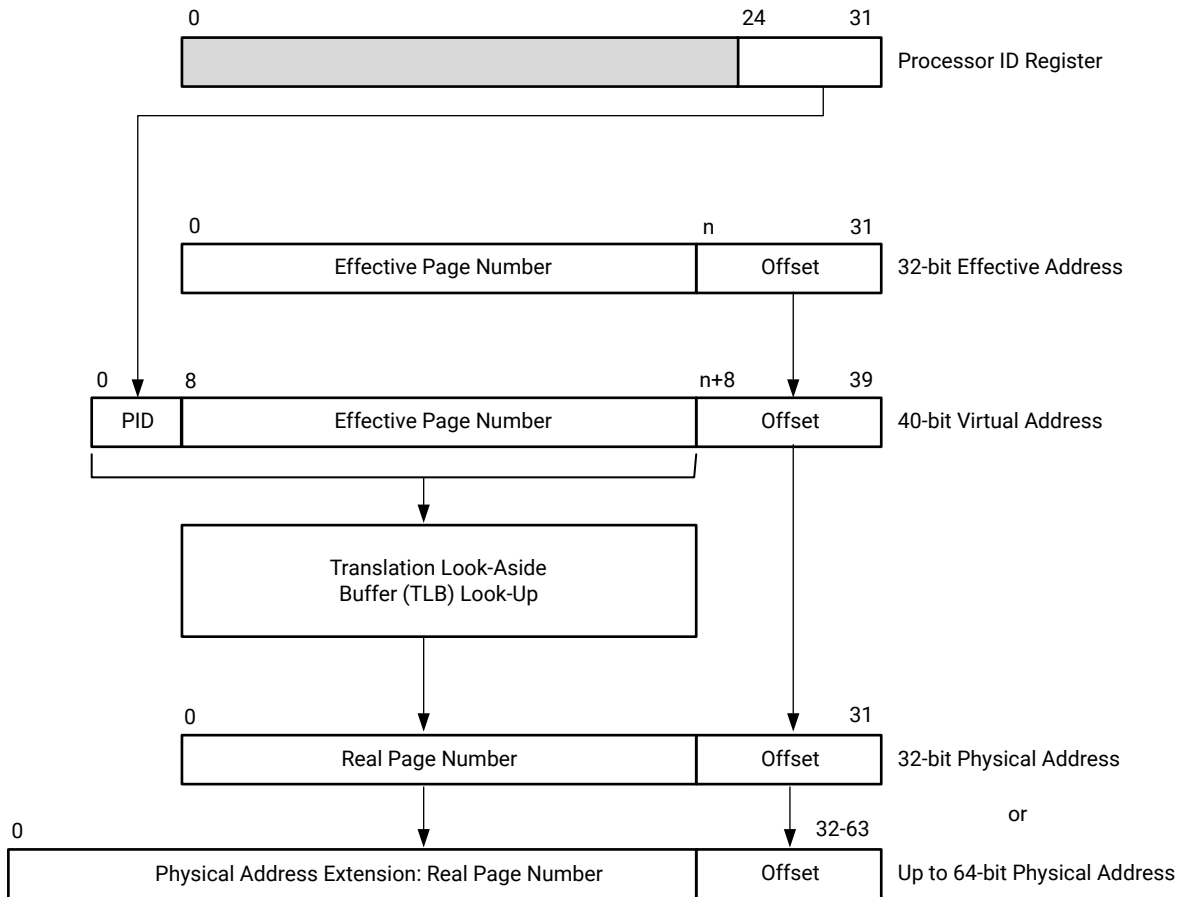 0 24 31
Processor ID Register
0 n 31
Effective Page Number Offset 32-bit Effective Address
0 8 n+8 39
PID Effective Page Number Offset 40-bit Virtual Address
Translation Look-Aside
Buffer (TLB) Look-Up
0 31
Real Page Number Offset 32-bit Physical Address
or
0 32-63
Physical Address Extension: Real Page Number Offset Up to 64-bit Physical Address